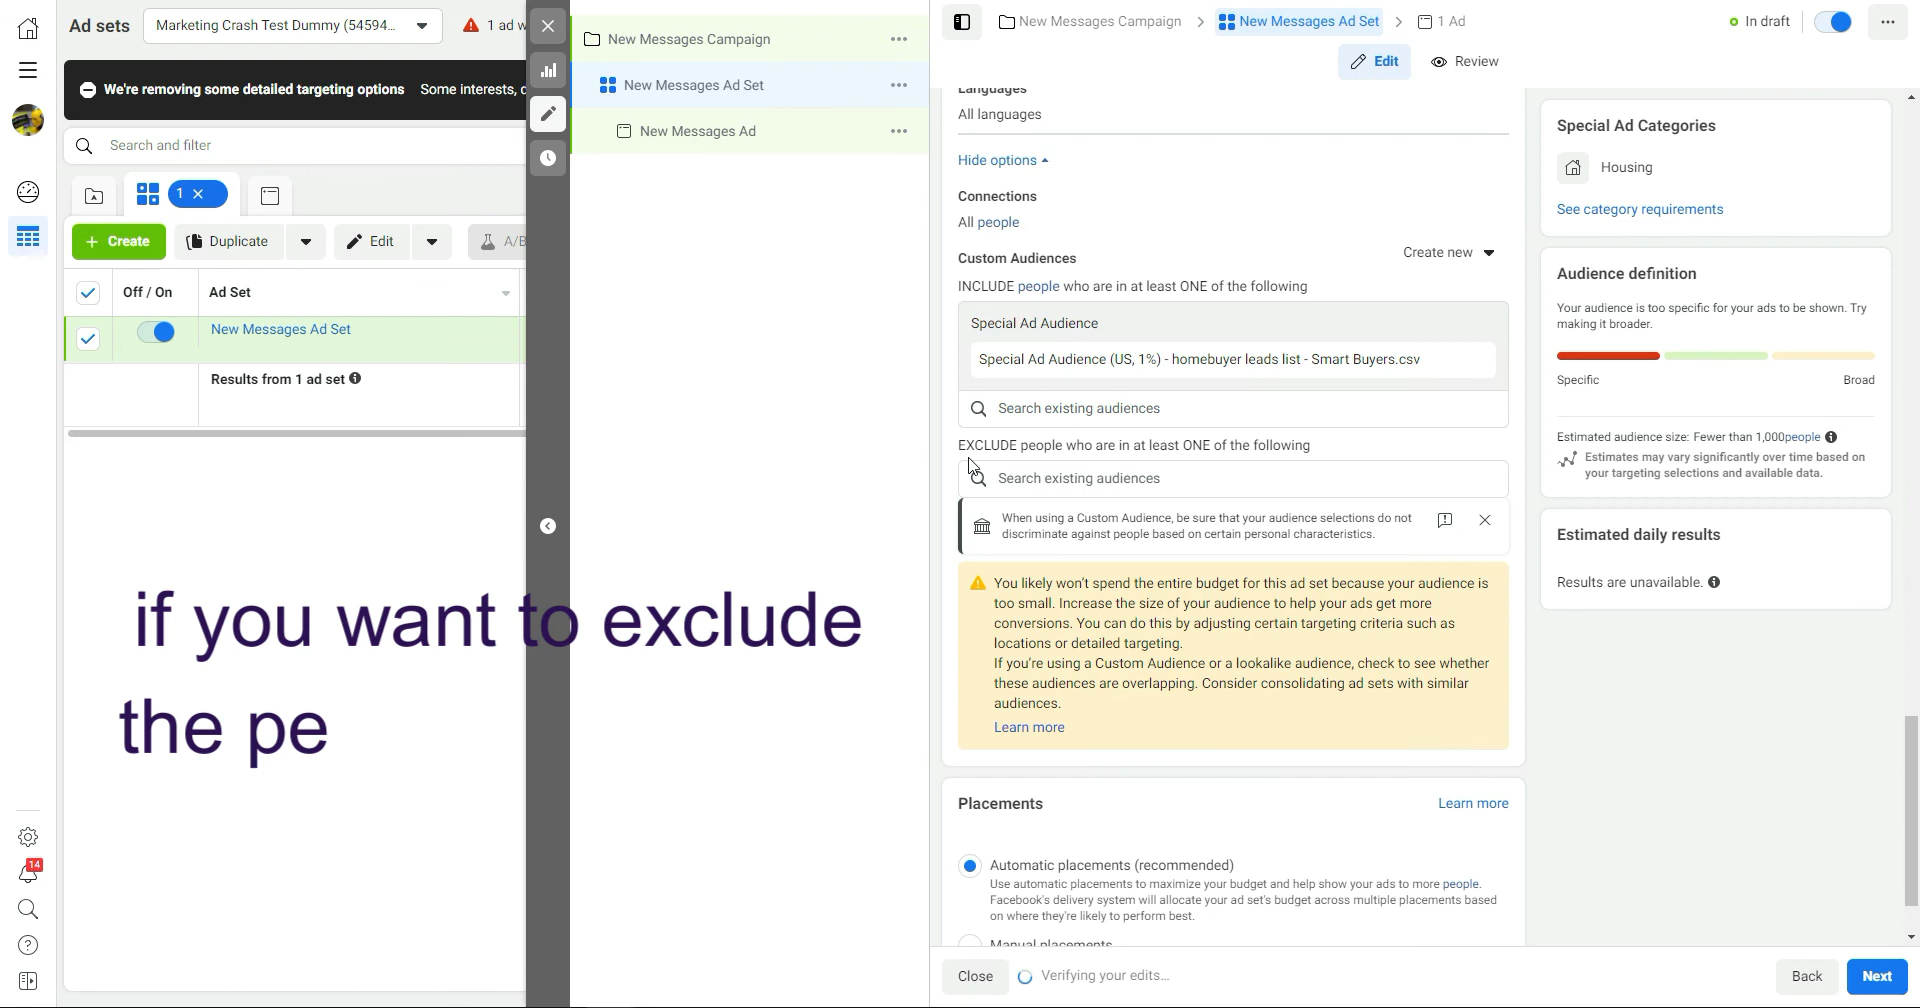 Ad sets
Marketing Crash Test Dummy (54594...
1 ad w
We're removing some detailed targeting options Some interests, c
Search and filter
1
Create
Duplicate
Edit
A/B
Off / On
Ad Set
New Messages Ad Set
Results from 1 ad set
14
New Messages Campaign
New Messages Ad Set
New Messages Ad
if you want to exclude
the pe
New Messages Campaign
New Messages Ad Set
1 Ad
In draft
Edit
Review
Languages
All languages
Hide options
Connections
All people
Custom Audiences
Create new
INCLUDE people who are in at least ONE of the following
Special Ad Audience
Special Ad Audience (US, 1%) - homebuyer leads list - Smart Buyers.csv
Search existing audiences
EXCLUDE people who are in at least ONE of the following
Search existing audiences
When using a Custom Audience, be sure that your audience selections do not
discriminate against people based on certain personal characteristics.
You likely won't spend the entire budget for this ad set because your audience is
too small. Increase the size of your audience to help your ads get more
conversions. You can do this by adjusting certain targeting criteria such as
locations or detailed targeting.
If you're using a Custom Audience or a lookalike audience, check to see whether
these audiences are overlapping. Consider consolidating ad sets with similar
audiences.
Learn more
Placements
Learn more
Automatic placements (recommended)
Use automatic placements to maximize your budget and help show your ads to more people.
Facebook's delivery system will allocate your ad set's budget across multiple placements based
on where they're likely to perform best.
Manual placements
Close
Verifying your edits...
Back
Next
Special Ad Categories
Housing
See category requirements
Audience definition
Your audience is too specific for your ads to be shown. Try
making it broader.
Specific
Broad
Estimated audience size: Fewer than 1,000people
Estimates may vary significantly over time based on
your targeting selections and available data.
Estimated daily results
Results are unavailable.